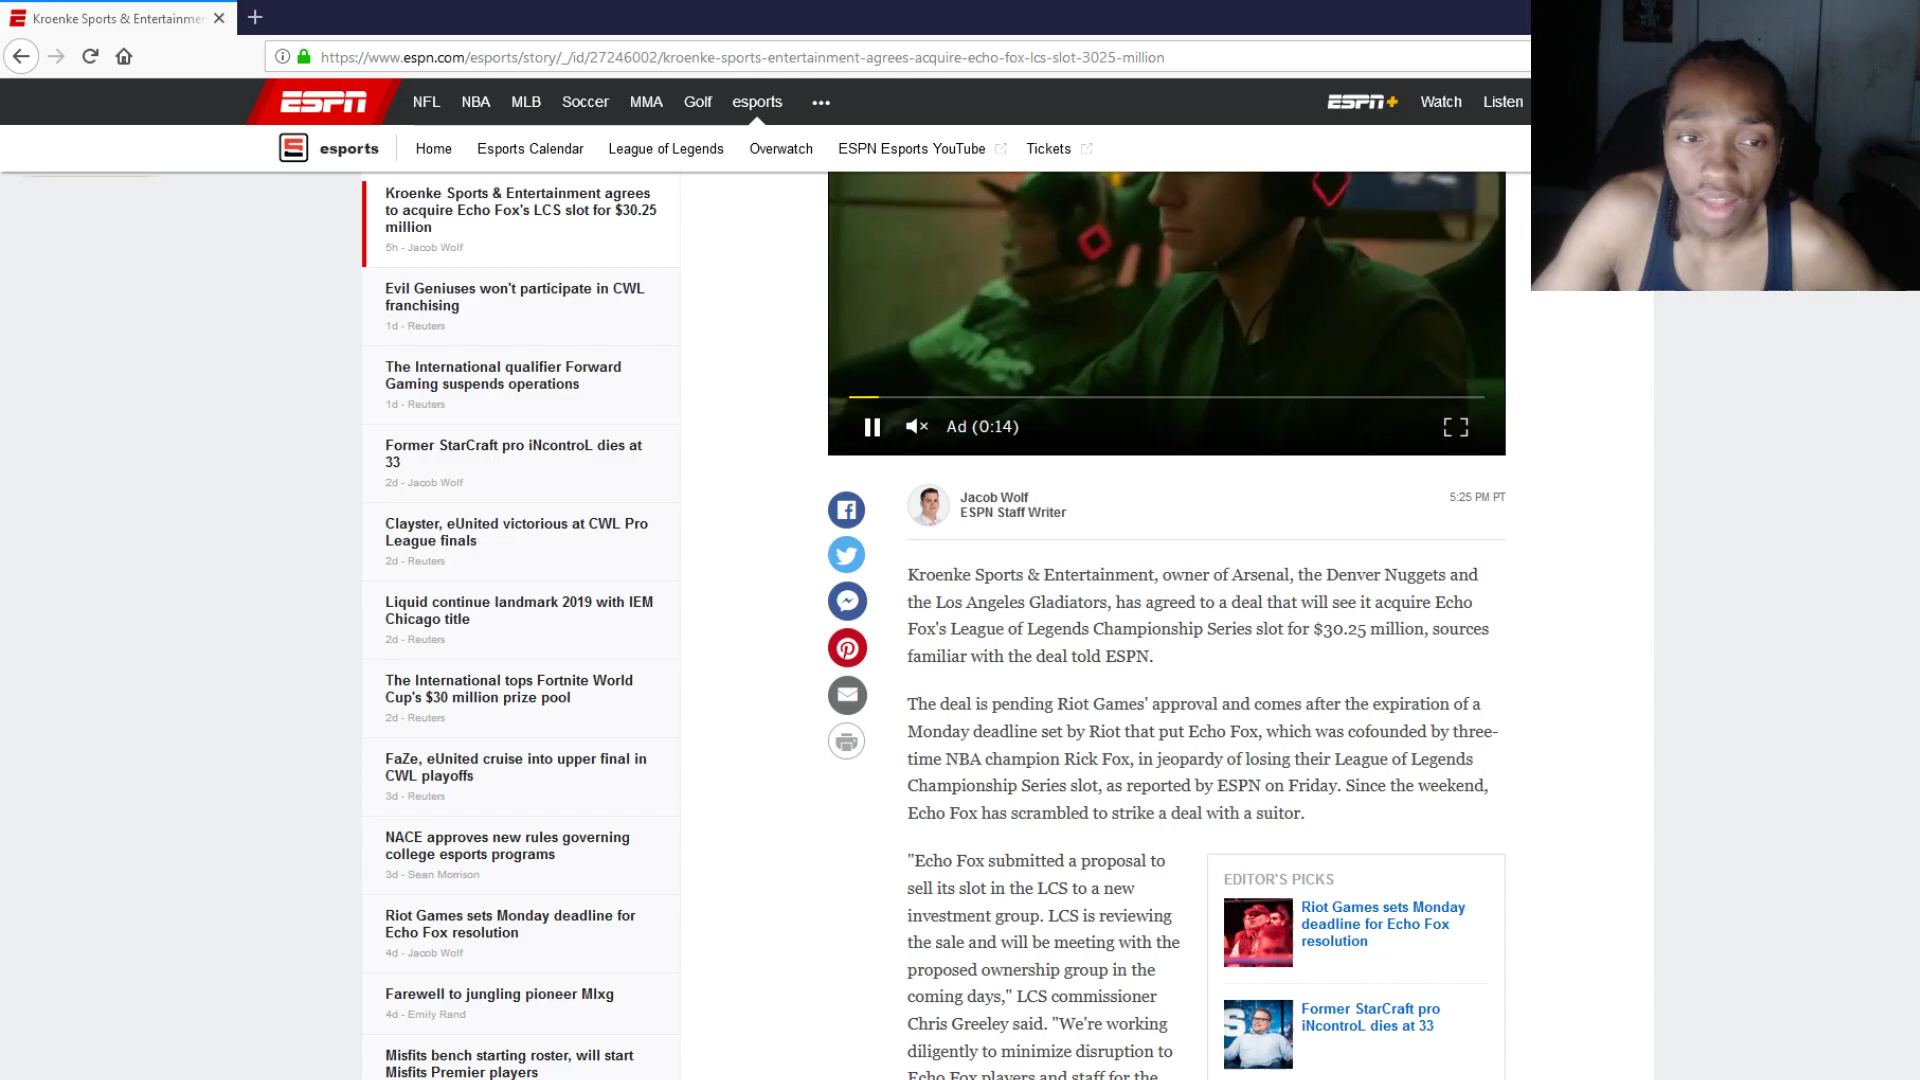 Kroenke Sports & Entertainmen
https://www.espn.com/esports/story/_/id/27246002/kroenke-sports-entertainment-agrees-acquire-echo-fox-lcs-slot-3025-million
ESPN
NFL
NBA
MLB
Soccer
MMA
Golf
esports
ESPN+
Watch
Listen
esports
Home
Esports Calendar
League of Legends
Overwatch
ESPN Esports YouTube
Tickets
Kroenke Sports & Entertainment agrees
to acquire Echo Fox's LCS slot for $30.25
million
5h - Jacob Wolf
Evil Geniuses won't participate in CWL
franchising
1d - Reuters
The International qualifier Forward
Gaming suspends operations
1d - Reuters
Former StarCraft pro iNcontroL dies at
33
2d - Jacob Wolf
Clayster, eUnited victorious at CWL Pro
League finals
2d - Reuters
Liquid continue landmark 2019 with IEM
Chicago title
2d - Reuters
The International tops Fortnite World
Cup's $30 million prize pool
2d - Reuters
FaZe, eUnited cruise into upper final in
CWL playoffs
3d - Reuters
NACE approves new rules governing
college esports programs
3d - Sean Morrison
Riot Games sets Monday deadline for
Echo Fox resolution
4d - Jacob Wolf
Farewell to jungling pioneer Mlxg
4d - Emily Rand
Misfits bench starting roster, will start
Misfits Premier players
Ad (0:14)
Jacob Wolf
ESPN Staff Writer
5:25 PM PT
Kroenke Sports & Entertainment, owner of Arsenal, the Denver Nuggets and
the Los Angeles Gladiators, has agreed to a deal that will see it acquire Echo
Fox's League of Legends Championship Series slot for $30.25 million, sources
familiar with the deal told ESPN.
The deal is pending Riot Games' approval and comes after the expiration of a
Monday deadline set by Riot that put Echo Fox, which was cofounded by three-
time NBA champion Rick Fox, in jeopardy of losing their League of Legends
Championship Series slot, as reported by ESPN on Friday. Since the weekend,
Echo Fox has scrambled to strike a deal with a suitor.
"Echo Fox submitted a proposal to
sell its slot in the LCS to a new
investment group. LCS is reviewing
the sale and will be meeting with the
proposed ownership group in the
coming days," LCS commissioner
Chris Greeley said. "We're working
diligently to minimize disruption to
Echo Fox players and staff for the
EDITOR'S PICKS
Riot Games sets Monday
deadline for Echo Fox
resolution
Former StarCraft pro
iNcontroL dies at 33